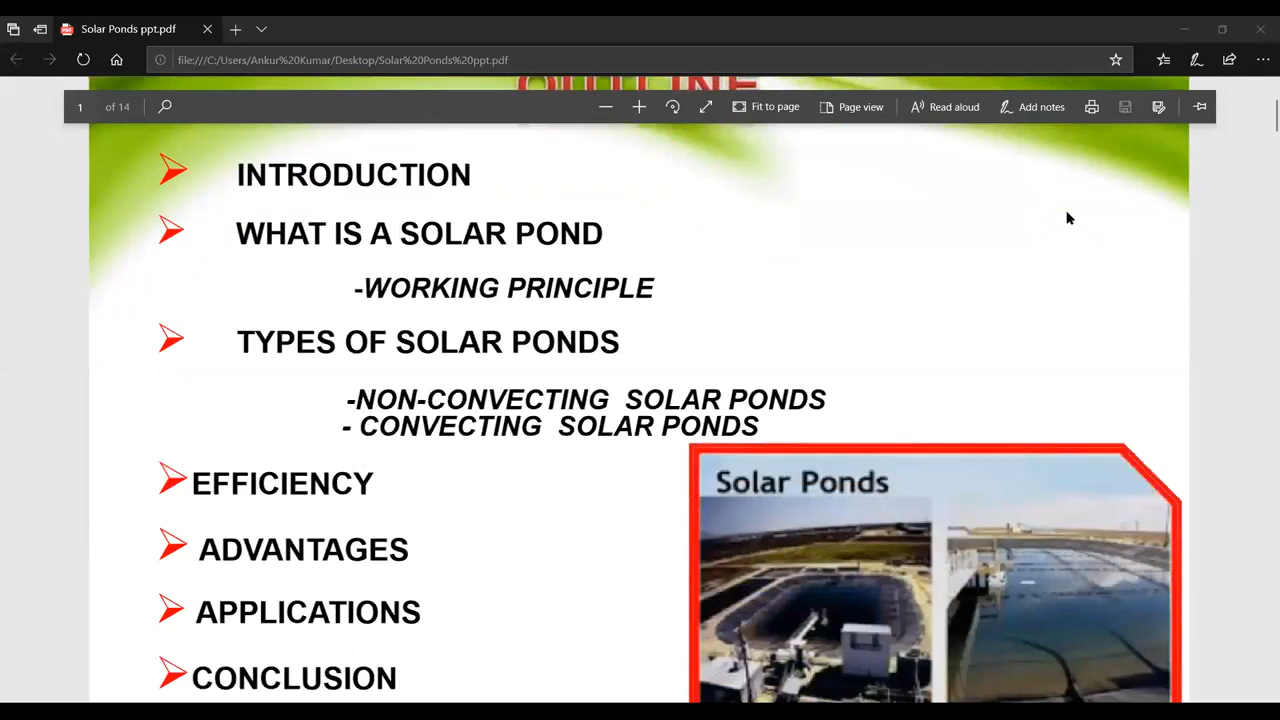 Solar Ponds ppt.pdf
file:///C:/Users/Ankur%20Kumar/Desktop/Solar%20Ponds%20ppt.pdf
OUTLINE
1 of 14 Fit to page Page view Read aloud Add notes
INTRODUCTION
WHAT IS A SOLAR POND
-WORKING PRINCIPLE
TYPES OF SOLAR PONDS
-NON-CONVECTING SOLAR PONDS
- CONVECTING SOLAR PONDS
EFFICIENCY
Solar Ponds
ADVANTAGES
APPLICATIONS
CONCLUSION